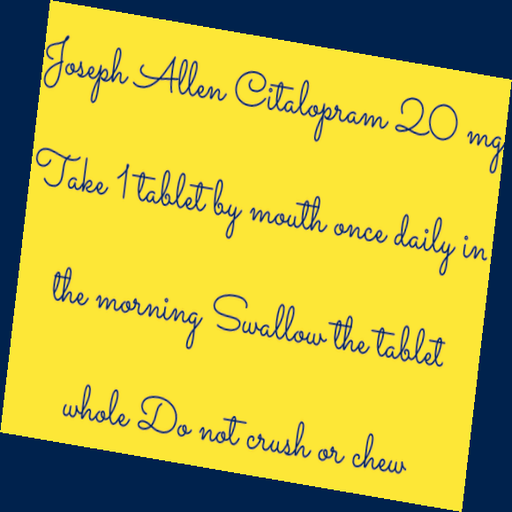 Joseph Allen Citalopram 20 mg
Take 1 tablet by mouth once daily in
the morning Swallow the tablet
whole Do not crush or chew